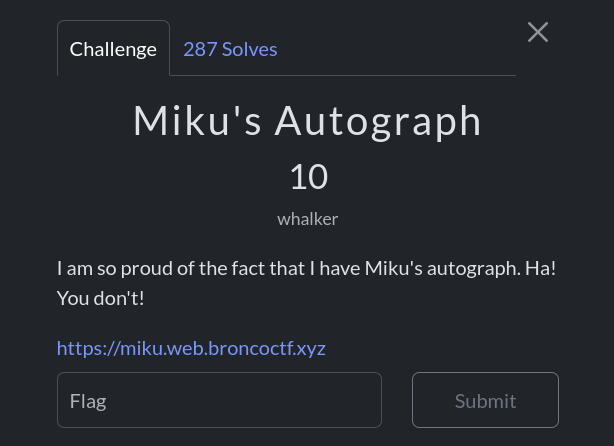 Challenge
287 Solves
Miku's Autograph
10
whalker
I am so proud of the fact that I have Miku's autograph. Ha!
You don't!
https://miku.web.broncoctf.xyz
Flag
Submit